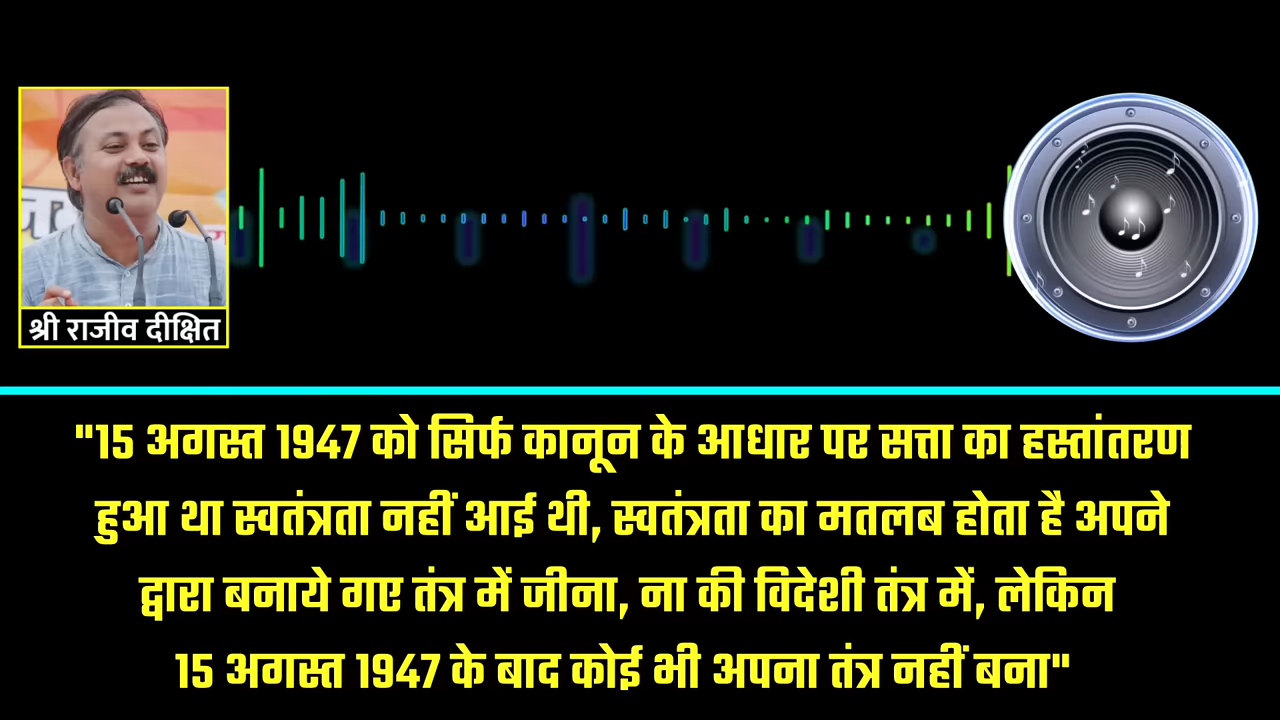 श्री राजीव दीक्षित
"15 अगस्त 1947 को सिर्फ कानून के आधार पर सत्ता का हस्तांतरण
हुआ था स्वतंत्रता नहीं आई थी, स्वतंत्रता का मतलब होता है अपने
द्वारा बनाये गए तंत्र में जीना, ना की विदेशी तंत्र में, लेकिन
15 अगस्त 1947 के बाद कोई भी अपना तंत्र नहीं बना"